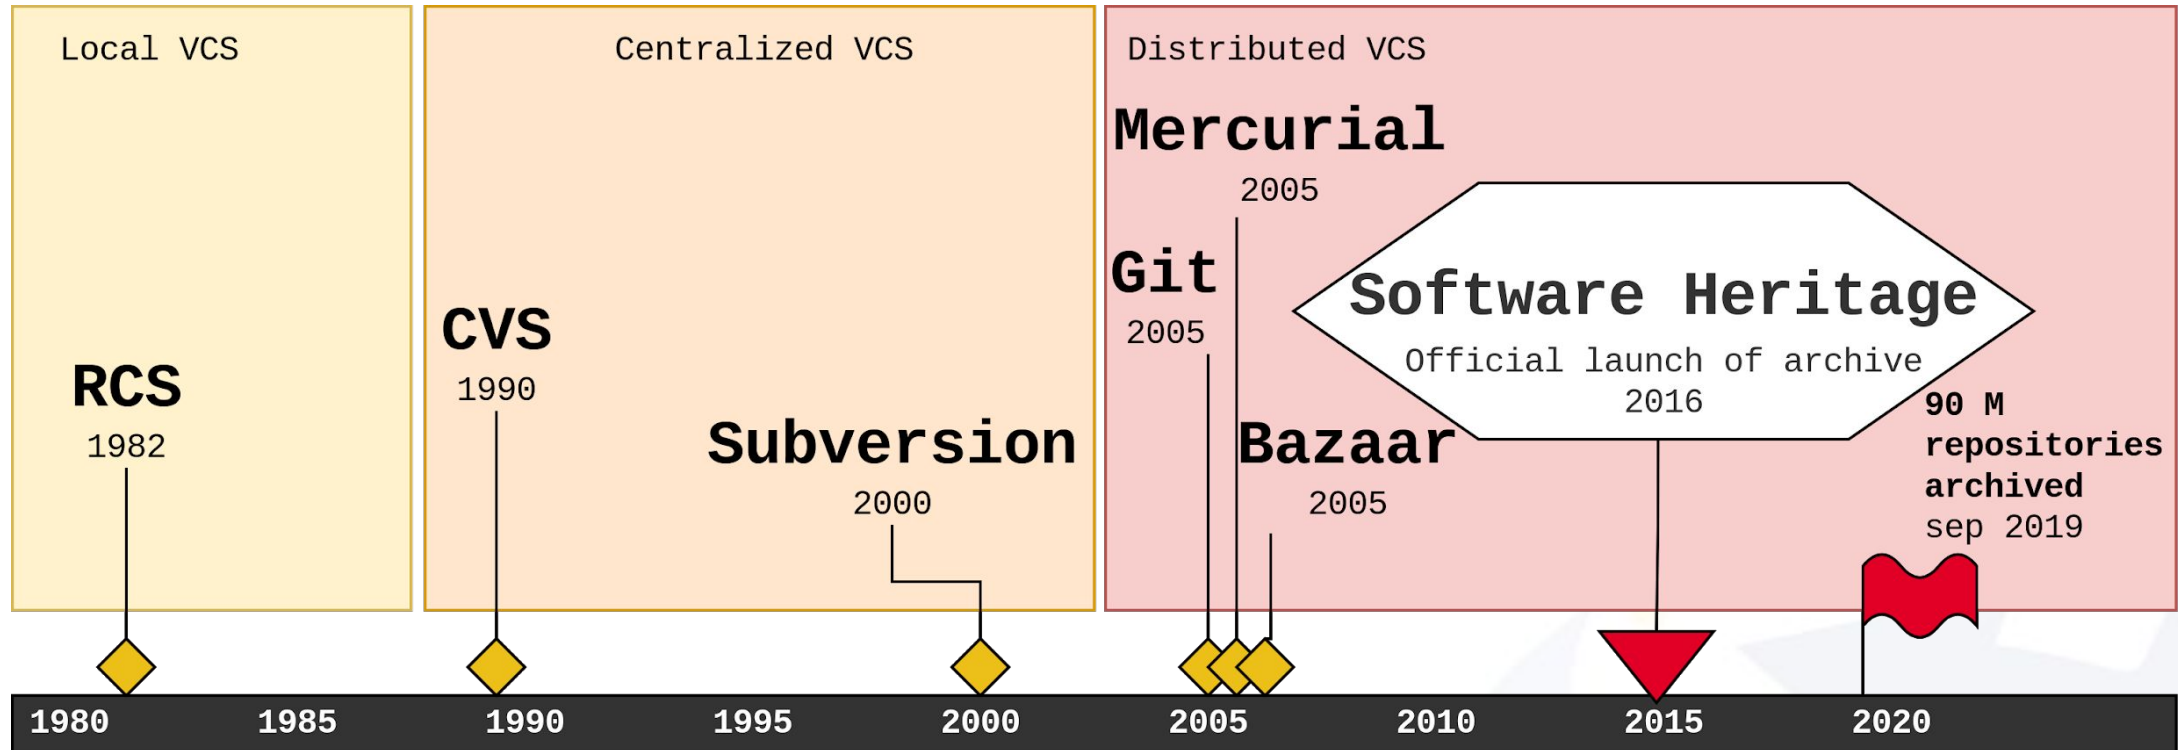 Local VCS
Centralized VCS
Distributed VCS
RCS
1982
CVS
1990
Subversion
2000
Mercurial
2005
Git
2005
Bazaar
2005
Software Heritage
Official launch of archive
2016
90 M
repositories
archived
sep 2019
1980
1985
1990
1995
2000
2005
2010
2015
2020